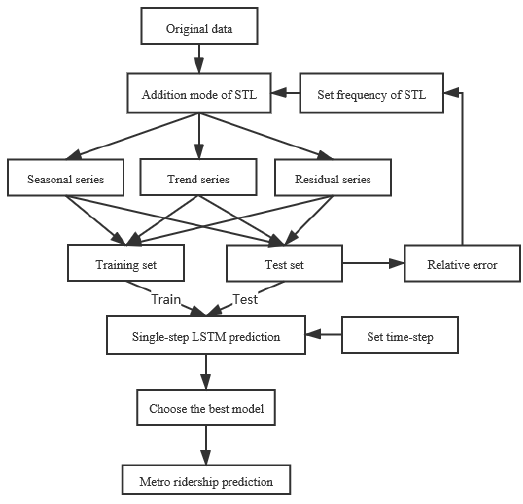 Original data
Addition mode of STL
Set frequency of STL
Seasonal series
Trend series
Residual series
Training set
Test set
Relative error
Train
Test
Single-step LSTM prediction
Set time-step
Choose the best model
Metro ridership prediction